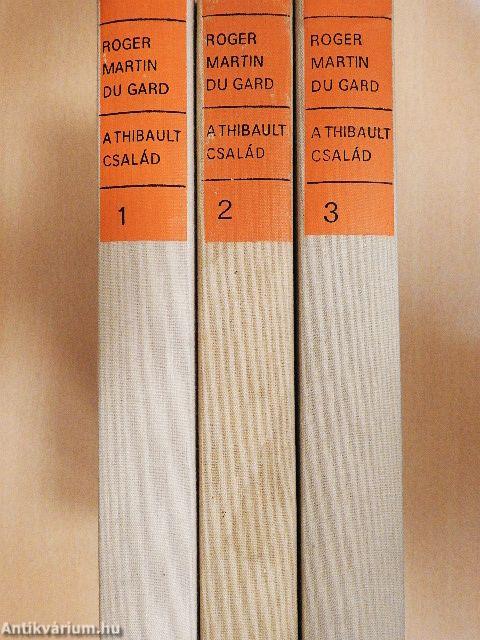 ROGER
MARTIN
DU GARD
A THIBAULT
CSALÁD
1
ROGER
MARTIN
DU GARD
A THIBAULT
CSALÁD
2
ROGER
MARTIN
DU GARD
A THIBAULT
CSALÁD
3
Antikvárium.hu